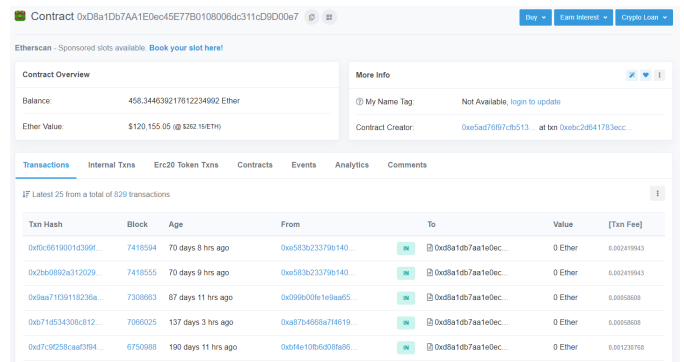 Contract 0xD8a1Db7AA1E0ec45E77B0108006dc311cD9D00e7
Buy
Earn Interest
Crypto Loan
Etherscan - Sponsored slots available. Book your slot here!
Contract Overview
Balance: 458.344639217612234992 Ether
Ether Value: $120,155.05 (@ $262.15/ETH)
More Info
My Name Tag: Not Available, login to update
Contract Creator: 0xe5ad76f97cfb513... at txn 0xebc2d641783ecc...
Transactions Internal Txns Erc20 Token Txns Contracts Events Analytics Comments
Latest 25 from a total of 829 transactions
Txn Hash Block Age From To Value [Txn Fee]
0xf0c6619001d399f... 7418594 70 days 8 hrs ago 0xe583b23379b140... IN 0xd8a1db7aa1e0ec... 0 Ether 0.002419943
0x2bb0892a312029... 7418555 70 days 9 hrs ago 0xe583b23379b140... IN 0xd8a1db7aa1e0ec... 0 Ether 0.002419943
0x9aa71f39118236a... 7308663 87 days 11 hrs ago 0x099b00fe1e9aa65... IN 0xd8a1db7aa1e0ec... 0 Ether 0.00058608
0xb71d534308c812... 7066025 137 days 3 hrs ago 0xa87b4668a7f4619... IN 0xd8a1db7aa1e0ec... 0 Ether 0.00058608
0xd7c9f258caaf3f94... 6750988 190 days 11 hrs ago 0xbf4e10fb6d08fa86... IN 0xd8a1db7aa1e0ec... 0 Ether 0.001230768